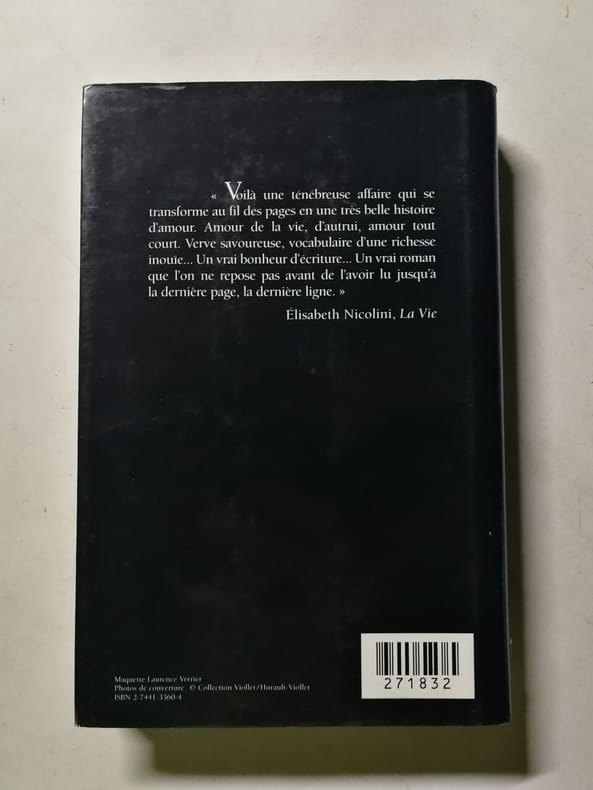 « Voilà une ténébreuse affaire qui se
transforme au fil des pages en une très belle histoire
d'amour. Amour de la vie, d'autrui, amour tout
court. Verve savoureuse, vocabulaire d'une richesse
inouïe... Un vrai bonheur d'écriture... Un vrai roman
que l'on ne repose pas avant de l'avoir lu jusqu'à
la dernière page, la dernière ligne. »
Élisabeth Nicolini, La Vie
Maquette Laurence Verrier
Photos de couverture : © Collection Viollet/Harault-Viollet
ISBN 2-7441-3360-4
271832